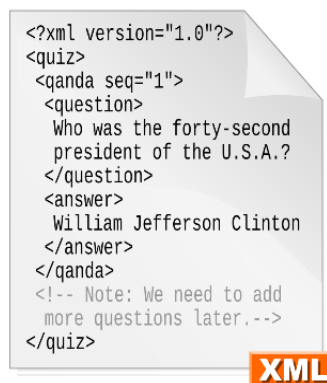 <?xml version="1.0"?>
<quiz>
<qanda seq="1">
<question>
Who was the forty-second
president of the U.S.A.?
</question>
<answer>
William Jefferson Clinton
</answer>
</qanda>
<!-- Note: We need to add
more questions later.-->
</quiz>
XML